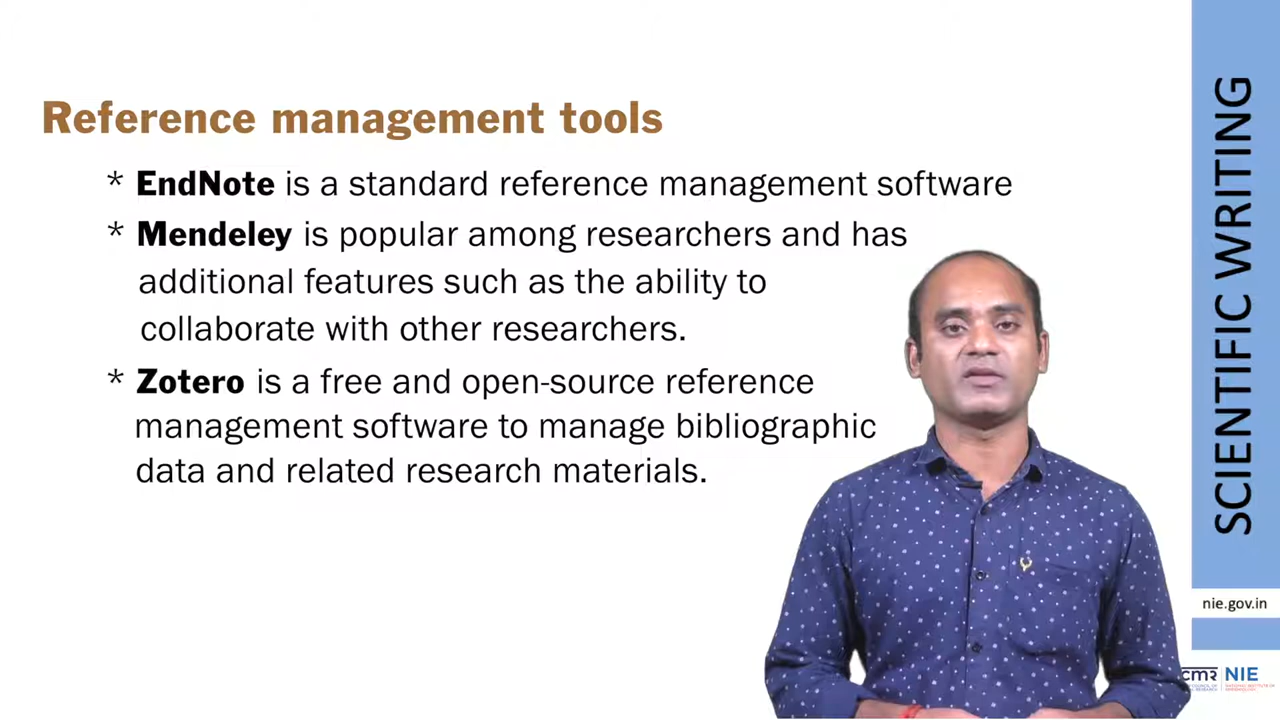 Reference management tools
* EndNote is a standard reference management software
* Mendeley is popular among researchers and has
additional features such as the ability to
collaborate with other researchers.
* Zotero is a free and open-source reference
management software to manage bibliographic
data and related research materials.
SCIENTIFIC WRITING
nie.gov.in
cmr NIE